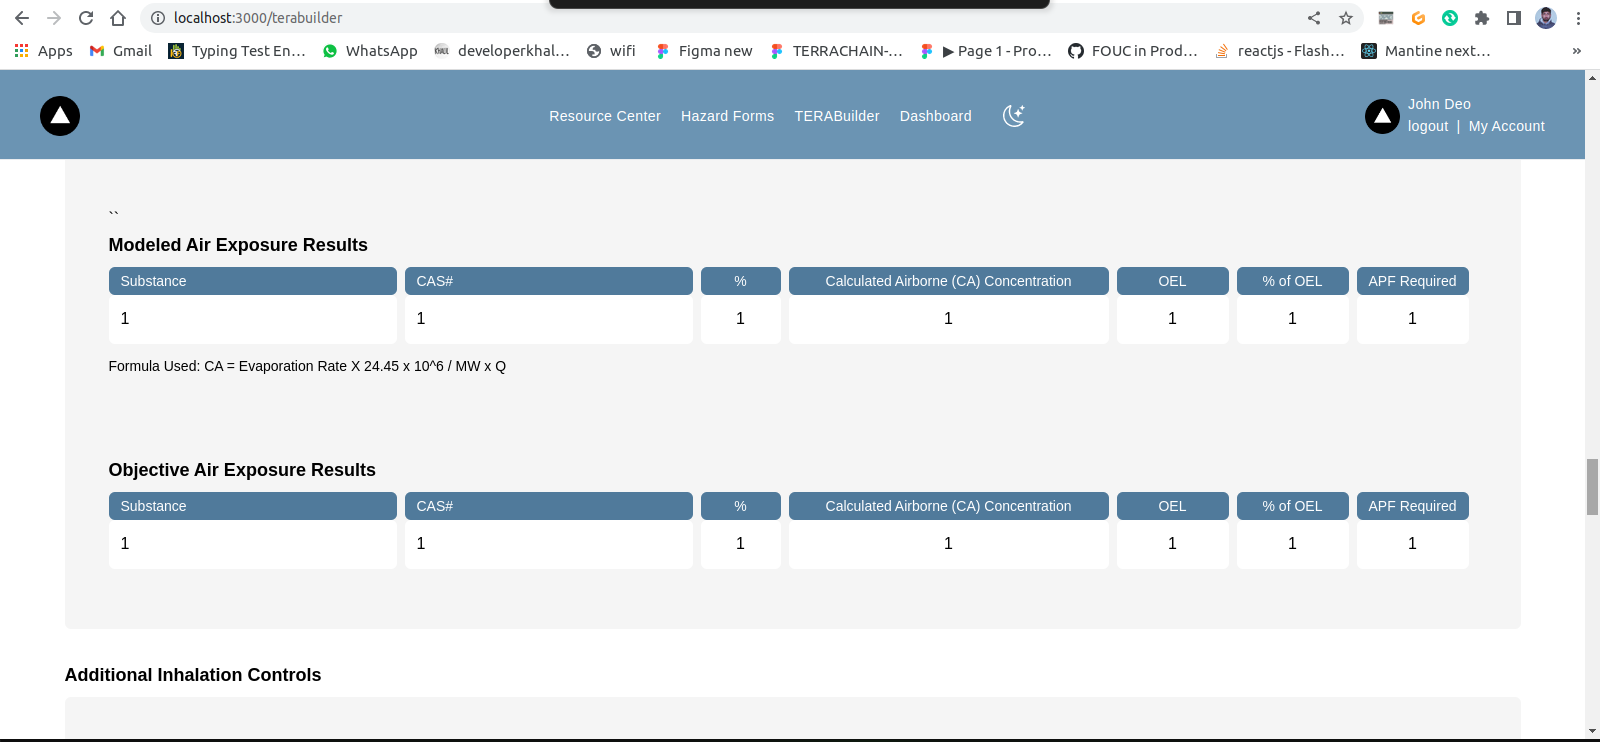 localhost:3000/terabuilder
Apps Gmail Typing Test En... WhatsApp developerkhal... wifi Figma new TERRACHAIN-... ▶ Page 1 - Pro... FOUC in Prod... reactjs - Flash... Mantine next... »
Resource Center Hazard Forms TERABuilder Dashboard
John Deo
logout | My Account
``
Modeled Air Exposure Results
Substance CAS# % Calculated Airborne (CA) Concentration OEL % of OEL APF Required
1 1 1 1 1 1 1
Formula Used: CA = Evaporation Rate X 24.45 x 10^6 / MW x Q
Objective Air Exposure Results
Substance CAS# % Calculated Airborne (CA) Concentration OEL % of OEL APF Required
1 1 1 1 1 1 1
Additional Inhalation Controls